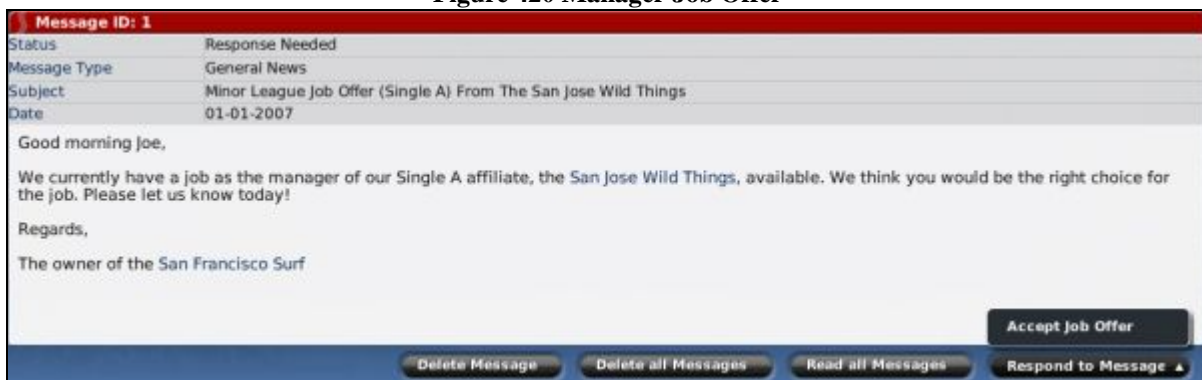 Figure 420 Manager Job Offer
Message ID: 1
Status Response Needed
Message Type General News
Subject Minor League Job Offer (Single A) From The San Jose Wild Things
Date 01-01-2007
Good morning Joe,
We currently have a job as the manager of our Single A affiliate, the San Jose Wild Things, available. We think you would be the right choice for
the job. Please let us know today!
Regards,
The owner of the San Francisco Surf
Accept Job Offer
Delete Message Delete all Messages Read all Messages Respond to Message